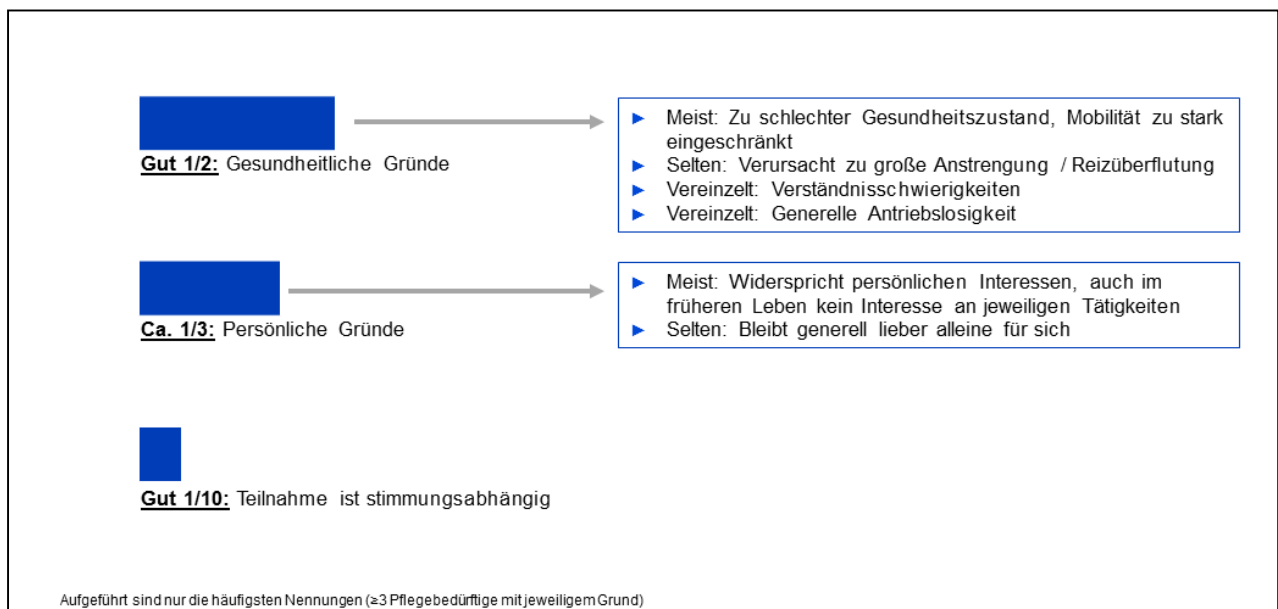 Gut 1/2: Gesundheitliche Gründe
► Meist: Zu schlechter Gesundheitszustand, Mobilität zu stark
eingeschränkt
► Selten: Verursacht zu große Anstrengung / Reizüberflutung
► Vereinzelt: Verständnisschwierigkeiten
► Vereinzelt: Generelle Antriebslosigkeit
Ca. 1/3: Persönliche Gründe
► Meist: Widerspricht persönlichen Interessen, auch im
früheren Leben kein Interesse an jeweiligen Tätigkeiten
► Selten: Bleibt generell lieber alleine für sich
Gut 1/10: Teilnahme ist stimmungsabhängig
Aufgeführt sind nur die häufigsten Nennungen (≥3 Pflegebedürftige mit jeweiligem Grund)